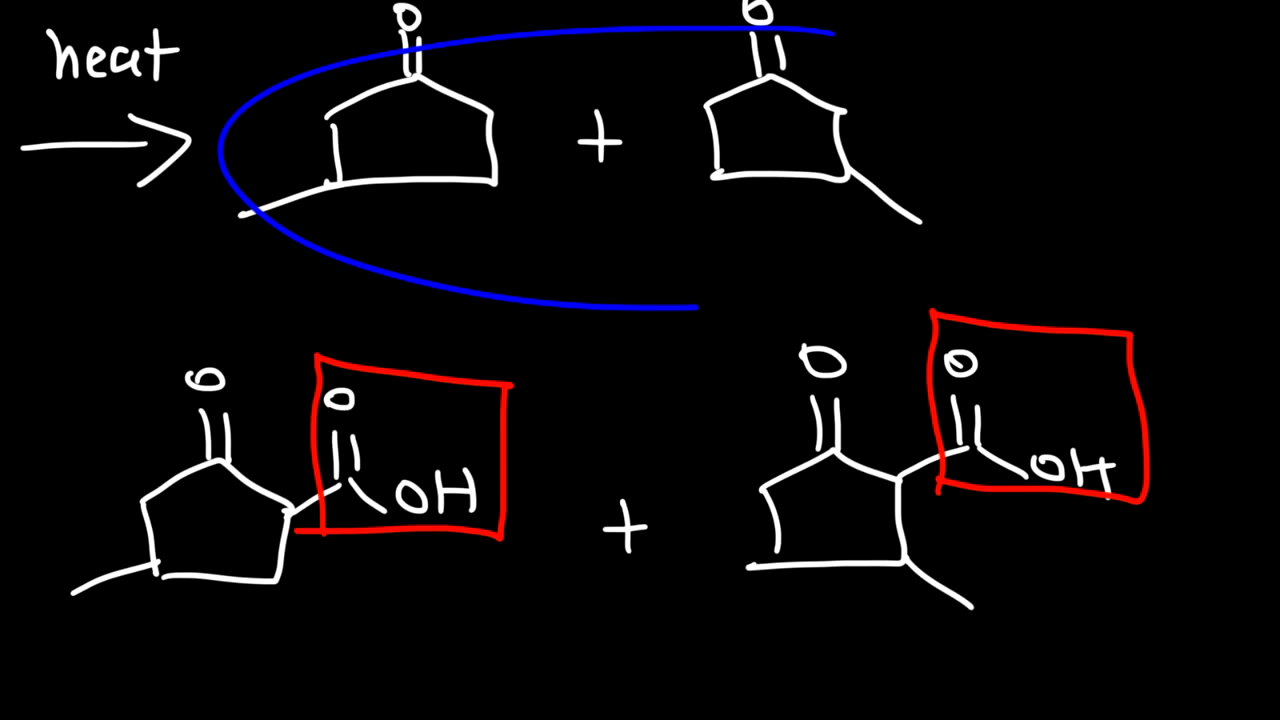 heat
O O
+
O O O O
OH OH
+